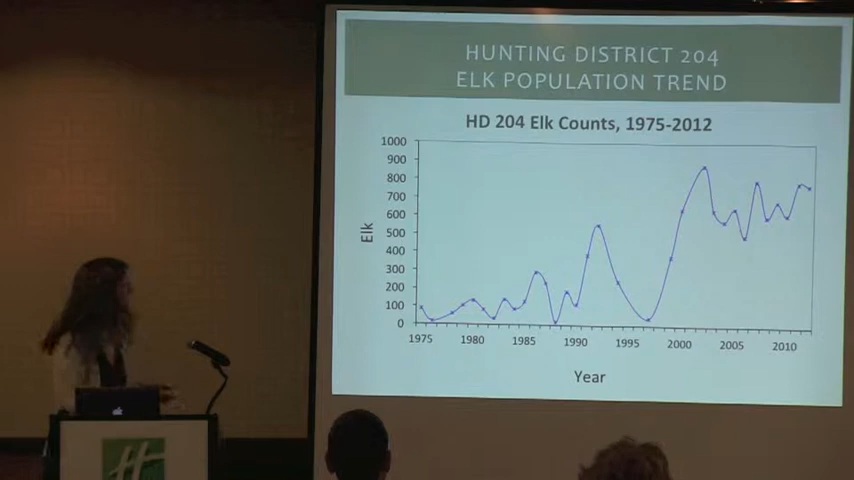 HUNTING DISTRICT 204
ELK POPULATION TREND
HD 204 Elk Counts, 1975-2012
1000
900
800
700
600
500
400
300
200
100
0
Elk
1975 1980 1985 1990 1995 2000 2005 2010
Year
H